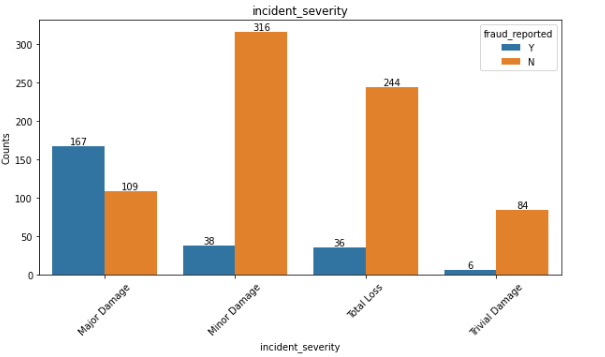 incident_severity
fraud_reported
Y
N
300
250
200
150
100
50
0
Counts
167
109
38
316
36
244
6
84
Major Damage
Minor Damage
Total Loss
Trivial Damage
incident_severity